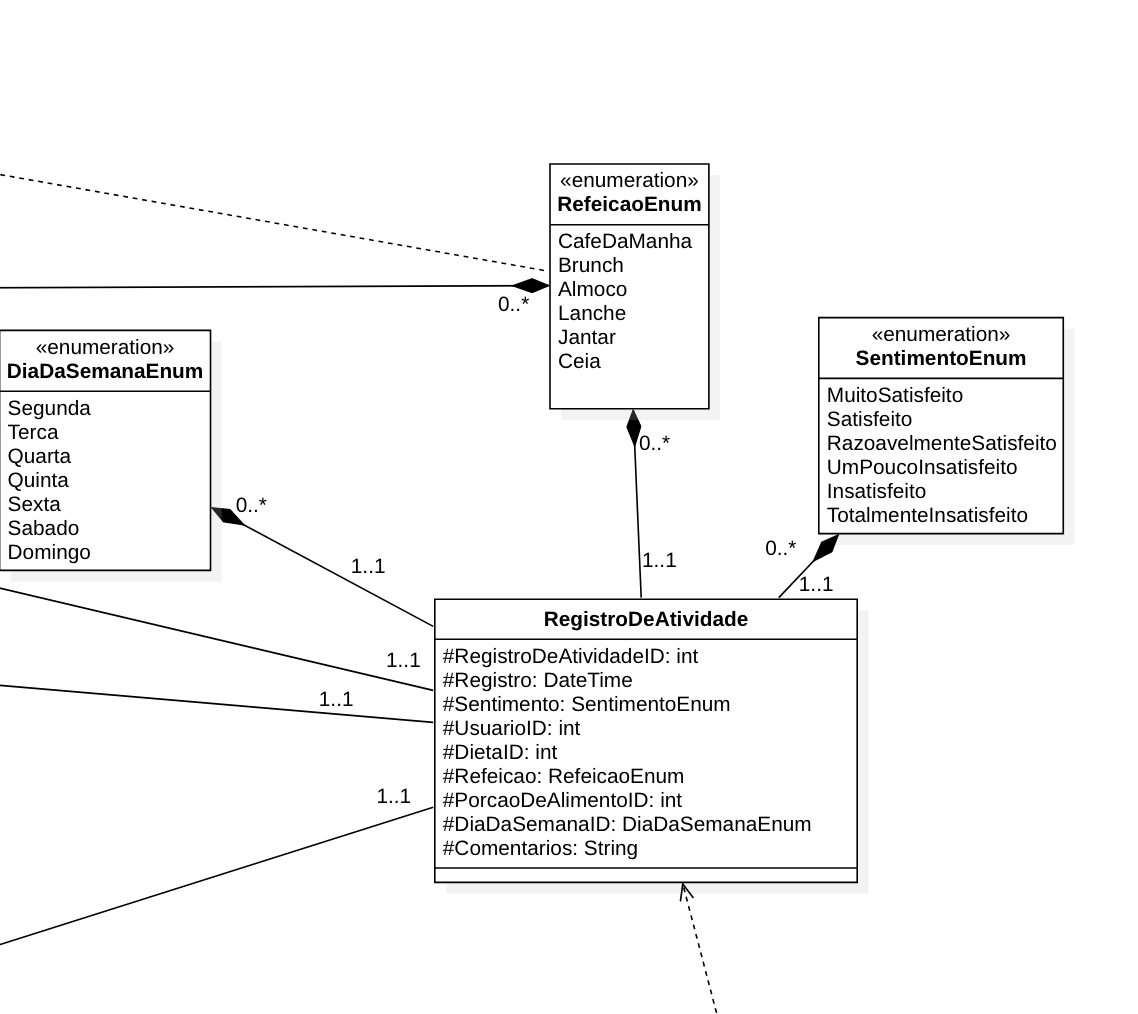 «enumeration»
RefeicaoEnum
CafeDaManha
Brunch
Almoco
Lanche
Jantar
Ceia
0..*
«enumeration»
DiaDaSemanaEnum
Segunda
Terca
Quarta
Quinta
Sexta
Sabado
Domingo
«enumeration»
SentimentoEnum
MuitoSatisfeito
Satisfeito
RazoavelmenteSatisfeito
UmPoucoInsatisfeito
Insatisfeito
TotalmenteInsatisfeito
0..*
0..*
0..*
1..1
1..1
1..1
RegistroDeAtividade
#RegistroDeAtividadeID: int
#Registro: DateTime
#Sentimento: SentimentoEnum
#UsuarioID: int
#DietaID: int
#Refeicao: RefeicaoEnum
#PorcaoDeAlimentoID: int
#DiaDaSemanaID: DiaDaSemanaEnum
#Comentarios: String
1..1
1..1
1..1